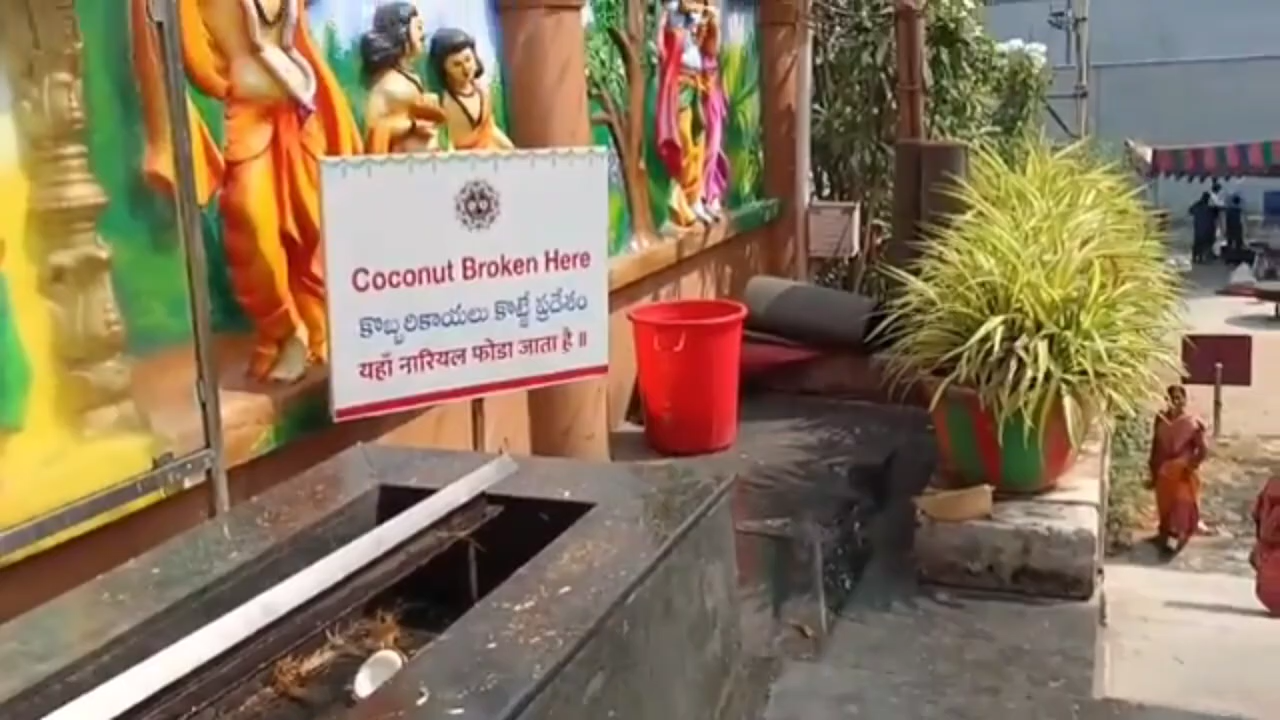 Coconut Broken Here
కొబ్బరికాయలు కొట్టే ప్రదేశం
यहाँ नारियल फोडा जाता है ॥